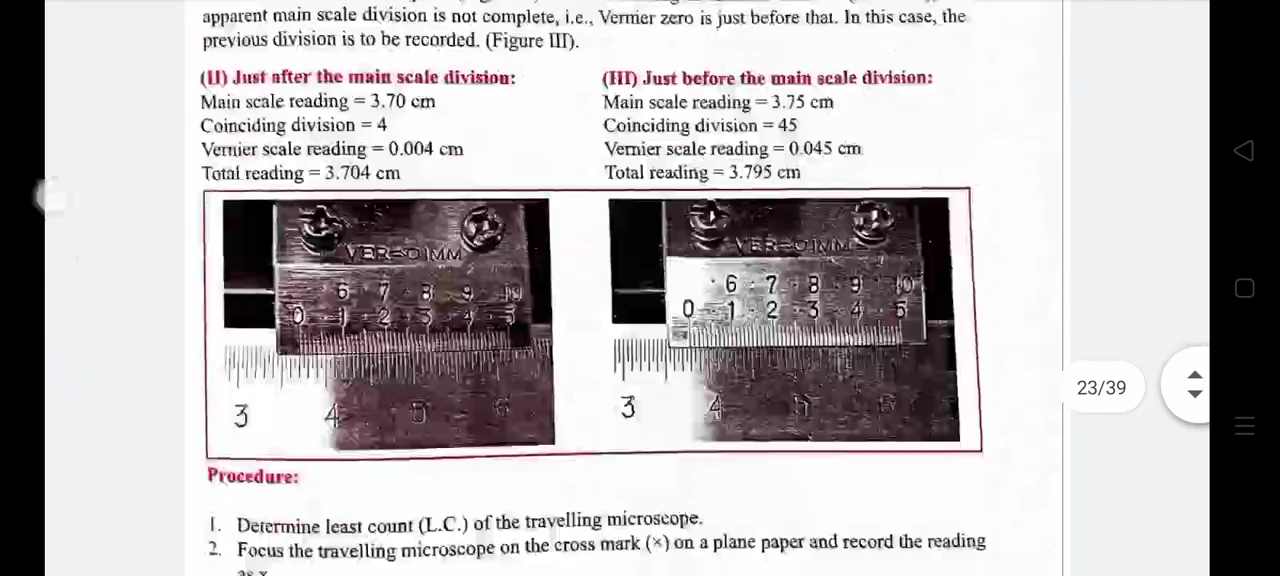 apparent main scale division is not complete, i.e., Vernier zero is just before that. In this case, the
previous division is to be recorded. (Figure III).
(II) Just after the main scale division:
Main scale reading = 3.70 cm
Coinciding division = 4
Vernier scale reading = 0.004 cm
Total reading = 3.704 cm
(III) Just before the main scale division:
Main scale reading = 3.75 cm
Coinciding division = 45
Vernier scale reading = 0.045 cm
Total reading = 3.795 cm
6 7 8 9 10
0 1 2 3 4 5
3 4 5 6
6 7 8 9 10
0 1 2 3 4 5
3 4 5 6
23/39
Procedure:
1. Determine least count (L.C.) of the travelling microscope.
2. Focus the travelling microscope on the cross mark (×) on a plane paper and record the reading
as x